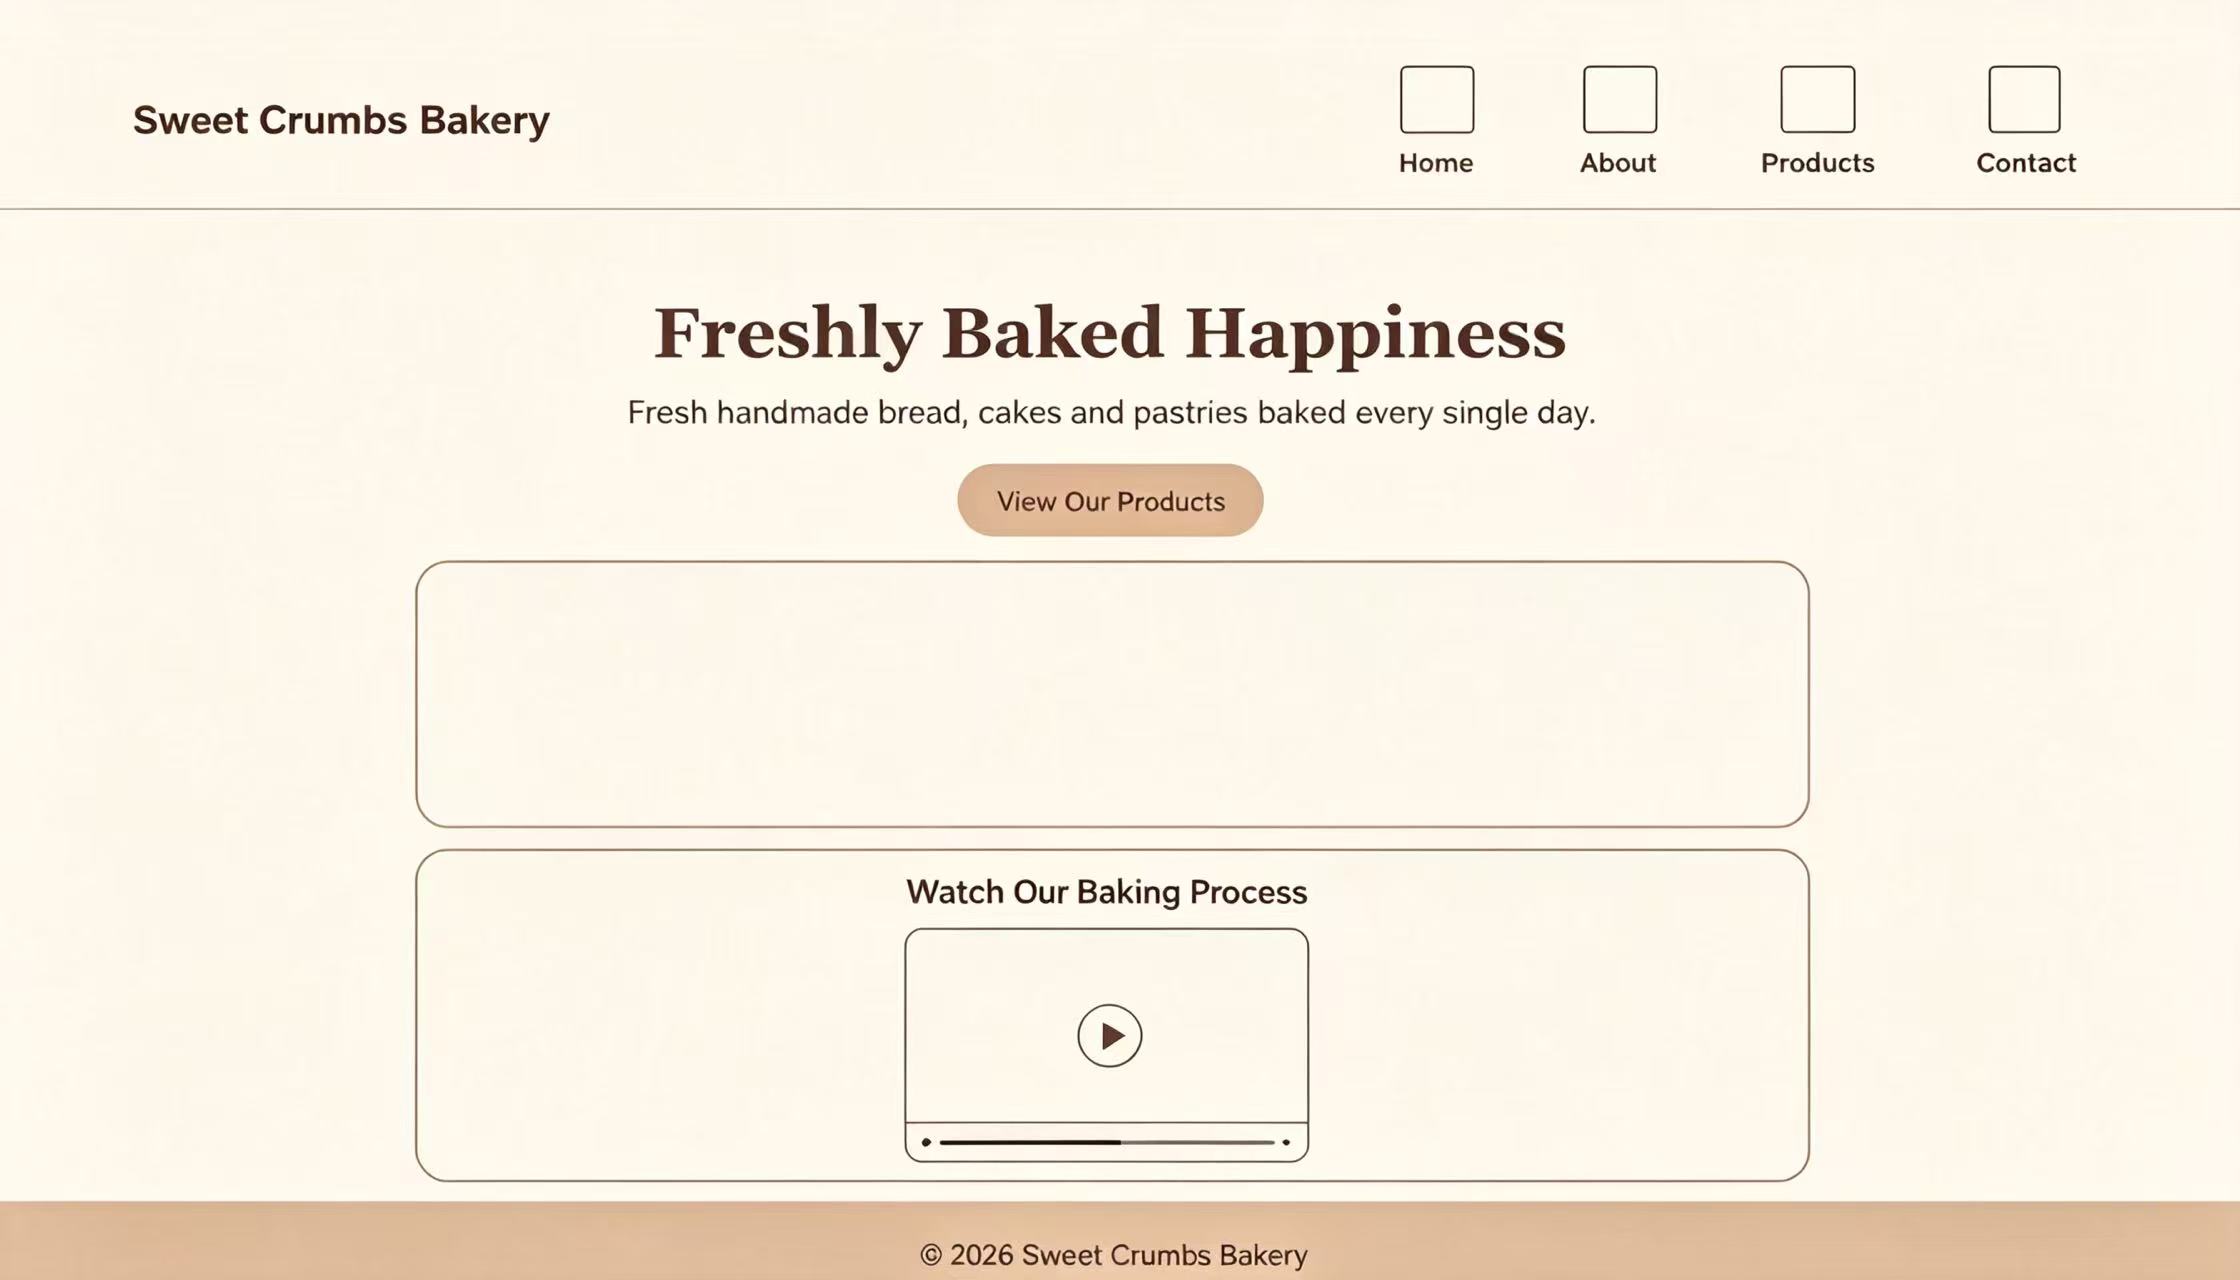 Sweet Crumbs Bakery
Home
About
Products
Contact
Freshly Baked Happiness
Fresh handmade bread, cakes and pastries baked every single day.
View Our Products
Watch Our Baking Process
© 2026 Sweet Crumbs Bakery